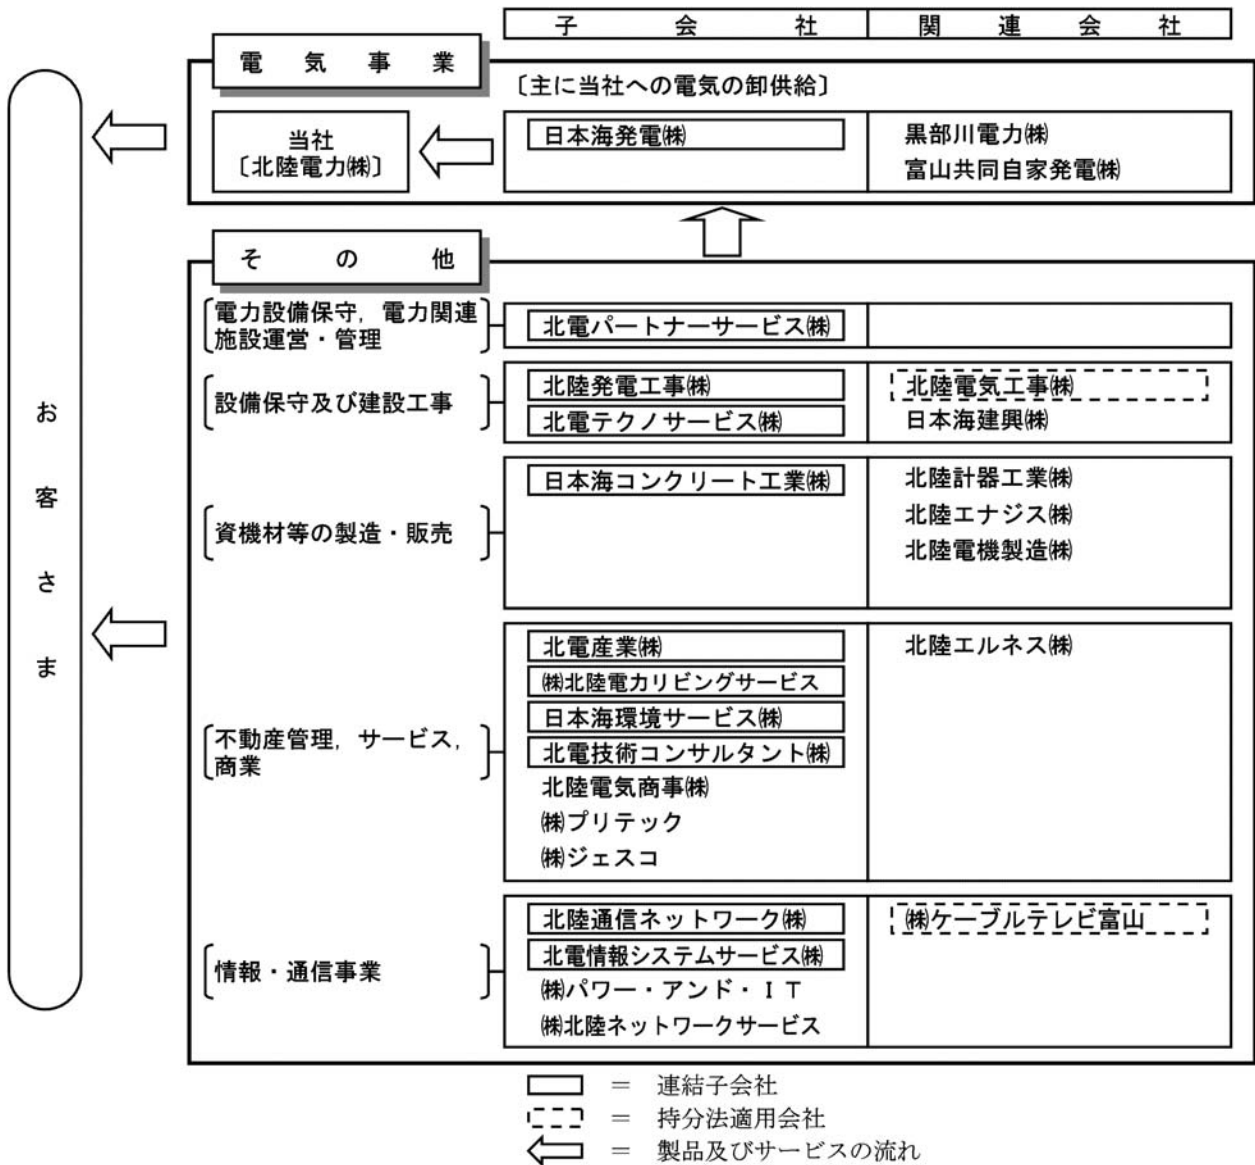 子会社 関連会社
電気事業
〔主に当社への電気の卸供給〕
当社
〔北陸電力㈱〕
日本海発電㈱
黒部川電力㈱
富山共同自家発電㈱
お客さま
その他
電力設備保守，電力関連
施設運営・管理
北電パートナーサービス㈱
設備保守及び建設工事
北陸発電工事㈱
北電テクノサービス㈱
北陸電気工事㈱
日本海建興㈱
資機材等の製造・販売
日本海コンクリート工業㈱
北陸計器工業㈱
北陸エナジス㈱
北陸電機製造㈱
不動産管理，サービス，
商業
北電産業㈱
㈱北陸電力リビングサービス
日本海環境サービス㈱
北電技術コンサルタント㈱
北陸電気商事㈱
㈱プリテック
㈱ジェスコ
北陸エルネス㈱
情報・通信事業
北陸通信ネットワーク㈱
北電情報システムサービス㈱
㈱パワー・アンド・ＩＴ
㈱北陸ネットワークサービス
㈱ケーブルテレビ富山
＝ 連結子会社
＝ 持分法適用会社
＝ 製品及びサービスの流れ